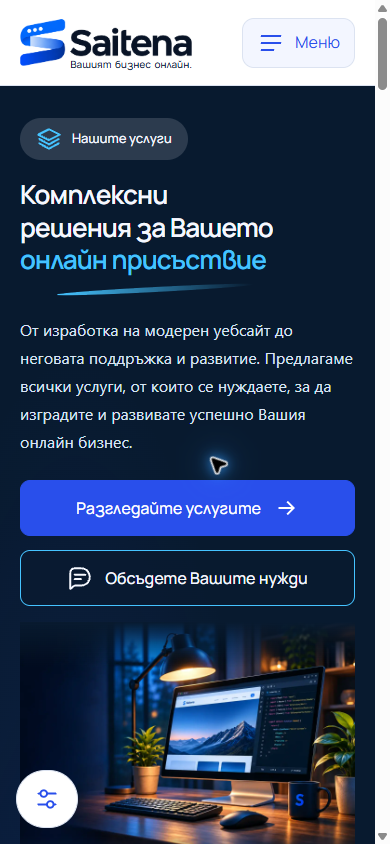 Saitena
Вашият бизнес онлайн.
Меню
Нашите услуги
Комплексни
решения за Вашето
онлайн присъствие
От изработка на модерен уебсайт до
неговата поддръжка и развитие. Предлагаме
всички услуги, от които се нуждаете, за да
изградите и развивате успешно Вашия
онлайн бизнес.
Разгледайте услугите
Обсъдете Вашите нужди
S